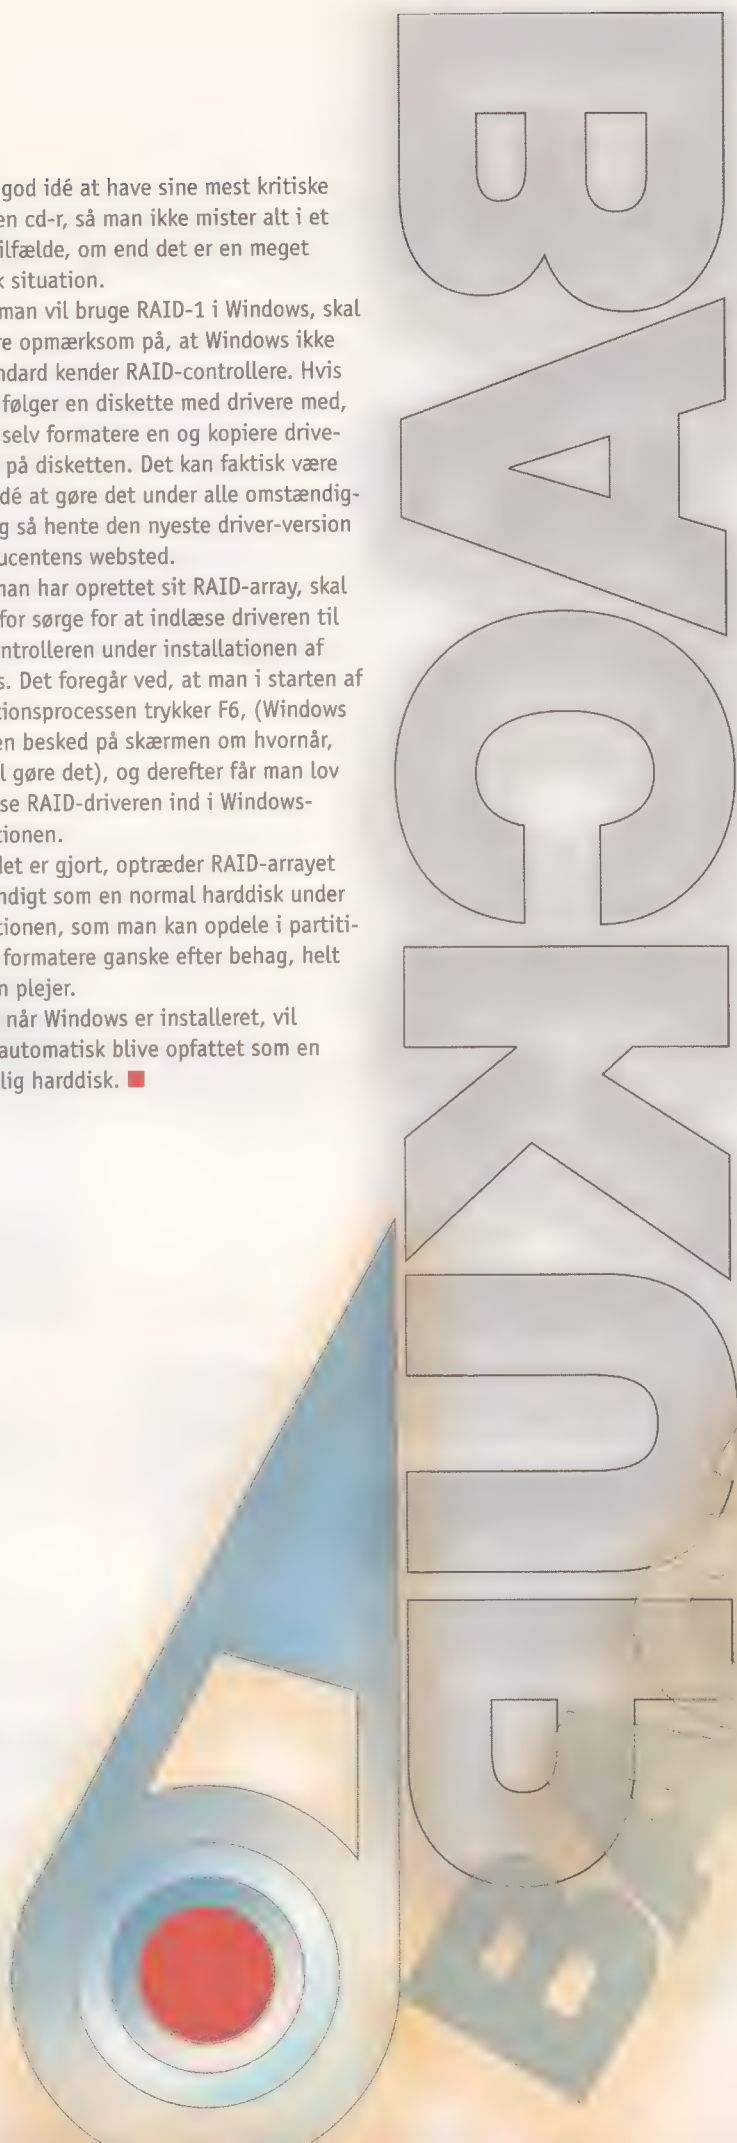 god idé at have sine mest kritiske
en cd-r, så man ikke mister alt i et
ilfælde, om end det er en meget
k situation.
man vil bruge RAID-1 i Windows, skal
re opmærksom på, at Windows ikke
ndard kender RAID-controllere. Hvis
følger en diskette med drivere med,
selv formatere en og kopiere drive-
på disketten. Det kan faktisk være
dé at gøre det under alle omstændig-
g så hente den nyeste driver-version
ucentens websted.
nan har oprettet sit RAID-array, skal
for sørge for at indlæse driveren til
ntrolleren under installationen af
s. Det foregår ved, at man i starten af
tionsprocessen trykker F6, (Windows
en besked på skærmen om hvornår,
l gøre det), og derefter får man lov
se RAID-driveren ind i Windows-
tionen.
det er gjort, optræder RAID-arrayet
ndigt som en normal harddisk under
tionen, som man kan opdele i partiti-
formatere ganske efter behag, helt
n plejer.
når Windows er installeret, vil
automatisk blive opfattet som en
lig harddisk.
BACKUP
B